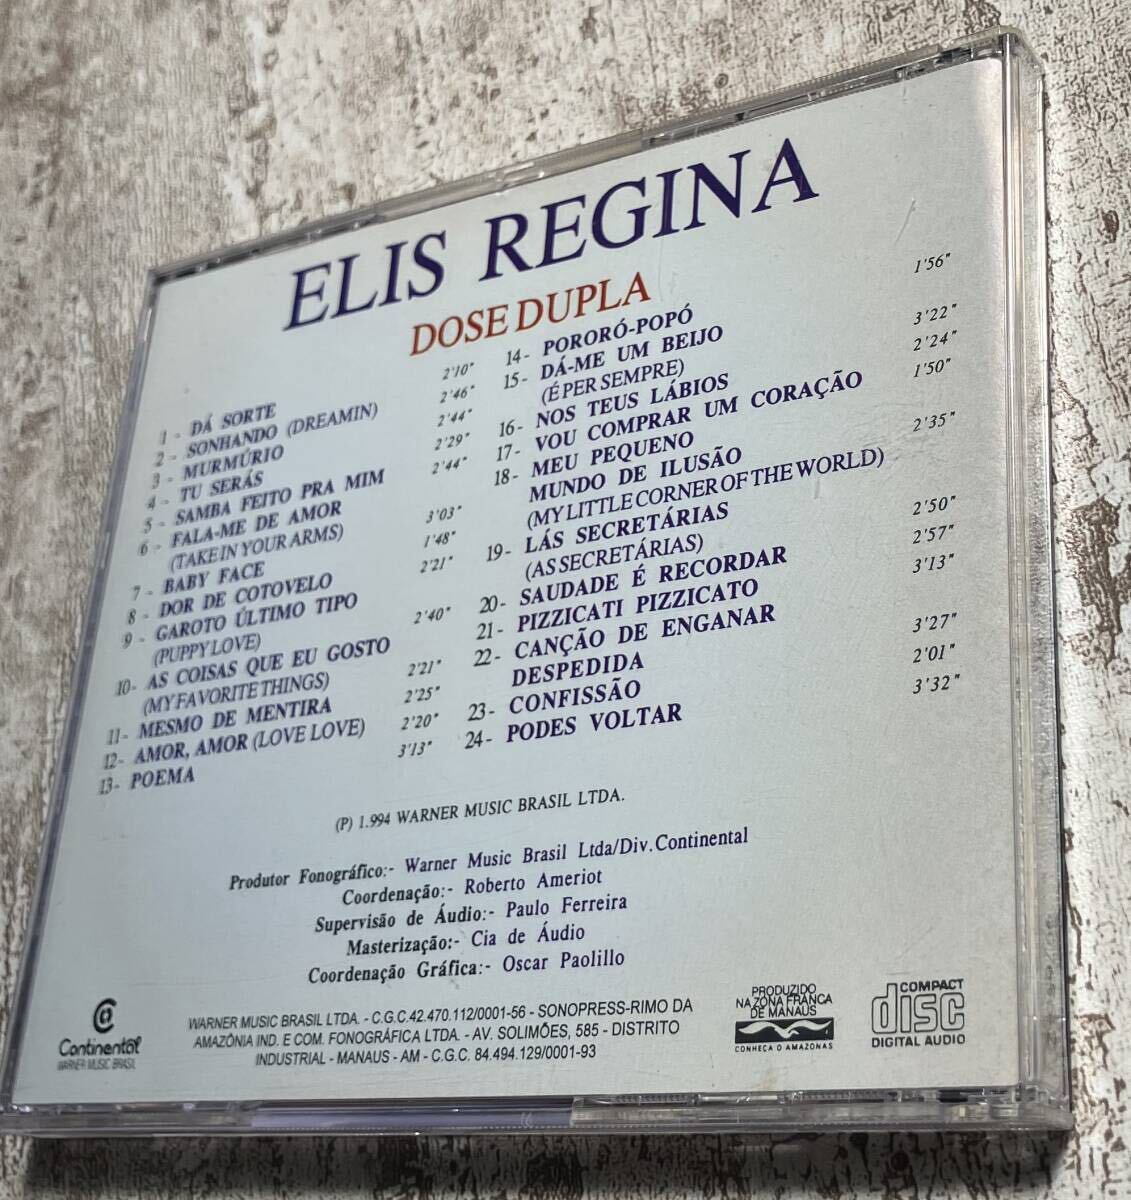 ELIS REGINA
DOSE DUPLA
1 - DÁ SORTE 2'10"
2 - SONHANDO (DREAMIN) 2'46"
3 - MURMÚRIO 2'44"
4 - TU SERÁS 2'29"
5 - SAMBA FEITO PRA MIM 2'44"
6 - FALA-ME DE AMOR
(TAKE IN YOUR ARMS) 3'03"
7 - BABY FACE 1'48"
8 - DOR DE COTOVELO 2'21"
9 - GAROTO ÚLTIMO TIPO
(PUPPY LOVE) 2'40"
10- AS COISAS QUE EU GOSTO
(MY FAVORITE THINGS) 2'21"
11- MESMO DE MENTIRA 2'25"
12- AMOR, AMOR (LOVE LOVE) 2'20"
13- POEMA 3'13"
14- PORORÓ-POPÓ 1'56"
15- DÁ-ME UM BEIJO
(É PER SEMPRE) 3'22"
16- NOS TEUS LÁBIOS 2'24"
17- VOU COMPRAR UM CORAÇÃO 1'50"
18- MEU PEQUENO
MUNDO DE ILUSÃO 2'35"
(MY LITTLE CORNER OF THE WORLD)
19- LÁS SECRETÁRIAS
(AS SECRETÁRIAS) 2'50"
20- SAUDADE É RECORDAR 2'57"
21- PIZZICATI PIZZICATO 3'13"
22- CANÇÃO DE ENGANAR
DESPEDIDA 3'27"
23- CONFISSÃO 2'01"
24- PODES VOLTAR 3'32"
(P) 1.994 WARNER MUSIC BRASIL LTDA.
Produtor Fonográfico:- Warner Music Brasil Ltda/Div.Continental
Coordenação:- Roberto Ameriot
Supervisão de Áudio:- Paulo Ferreira
Masterização:- Cia de Áudio
Coordenação Gráfica:- Oscar Paolillo
Continental
WARNER MUSIC BRASIL
WARNER MUSIC BRASIL LTDA. - C.G.C.42.470.112/0001-56 - SONOPRESS-RIMO DA
AMAZÔNIA IND. E COM. FONOGRÁFICA LTDA. - AV. SOLIMÕES, 585 - DISTRITO
INDUSTRIAL - MANAUS - AM - C.G.C. 84.494.129/0001-93
PRODUZIDO
NA ZONA FRANCA
DE MANAUS
CONHEÇA O AMAZONAS
COMPACT
disc
DIGITAL AUDIO